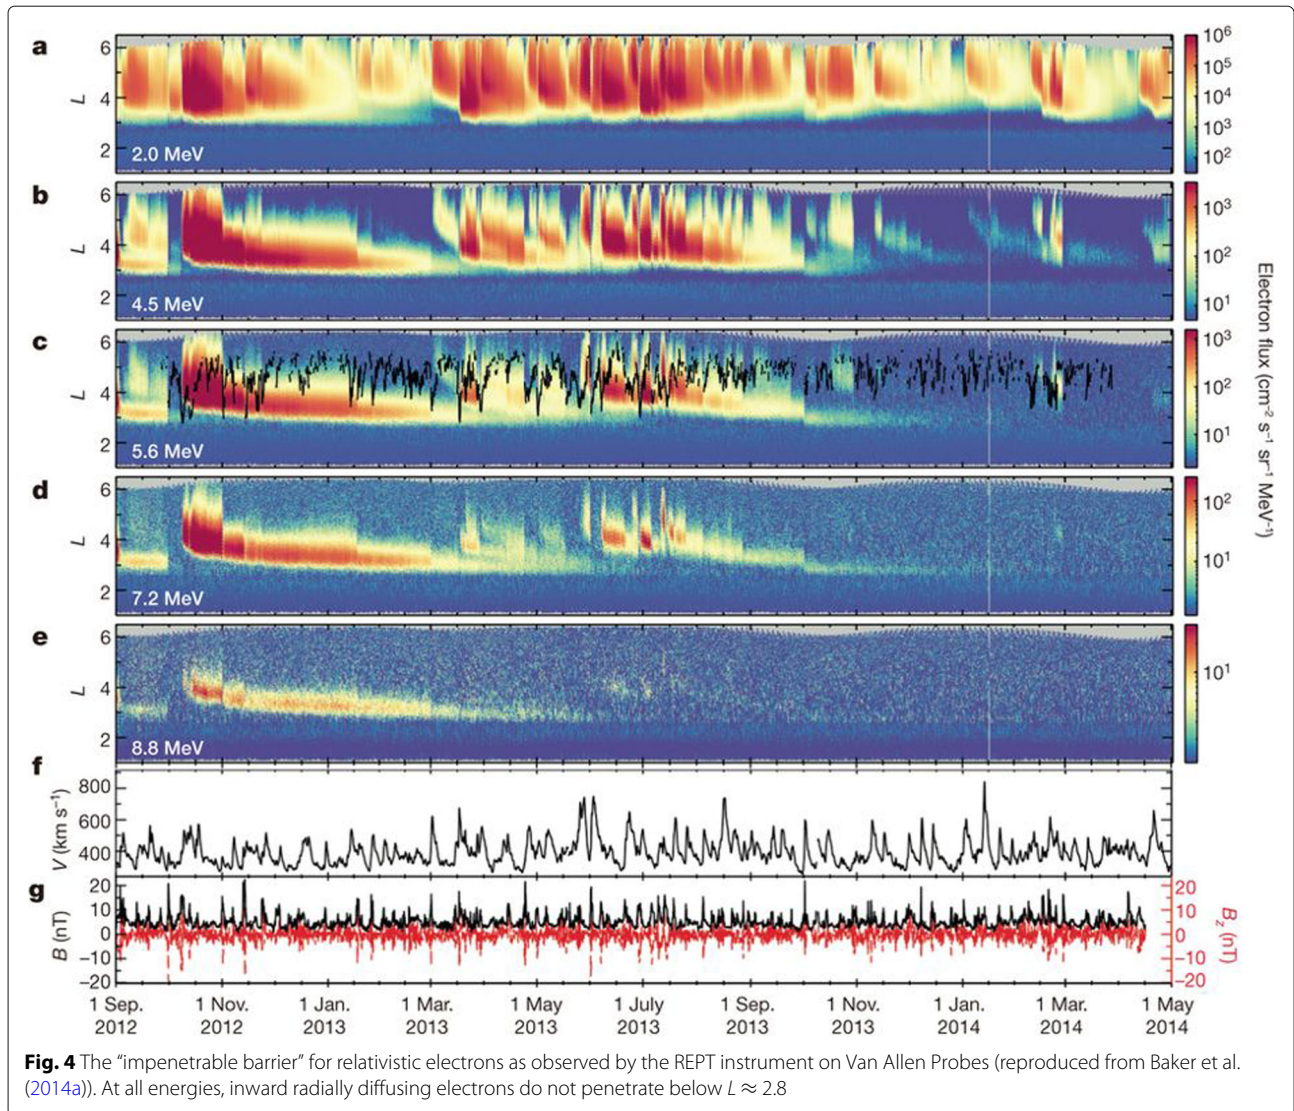 a
6
4
2
L
2.0 MeV
10⁶
10⁵
10⁴
10³
10²
b
6
4
2
L
4.5 MeV
10³
10²
10¹
c
6
4
2
L
5.6 MeV
10³
10²
10¹
d
6
4
2
L
7.2 MeV
10²
10¹
e
6
4
2
L
8.8 MeV
10¹
Electron flux (cm⁻² s⁻¹ sr⁻¹ MeV⁻¹)
f
800
600
400
V (km s⁻¹)
g
20
10
0
−10
−20
B (nT)
20
10
0
−10
−20
B_z (nT)
1 Sep. 1 Nov. 1 Jan. 1 Mar. 1 May 1 July 1 Sep. 1 Nov. 1 Jan. 1 Mar. 1 May
2012 2012 2013 2013 2013 2013 2013 2013 2014 2014 2014
Fig. 4 The “impenetrable barrier” for relativistic electrons as observed by the REPT instrument on Van Allen Probes (reproduced from Baker et al.
(2014a)). At all energies, inward radially diffusing electrons do not penetrate below L ≈ 2.8